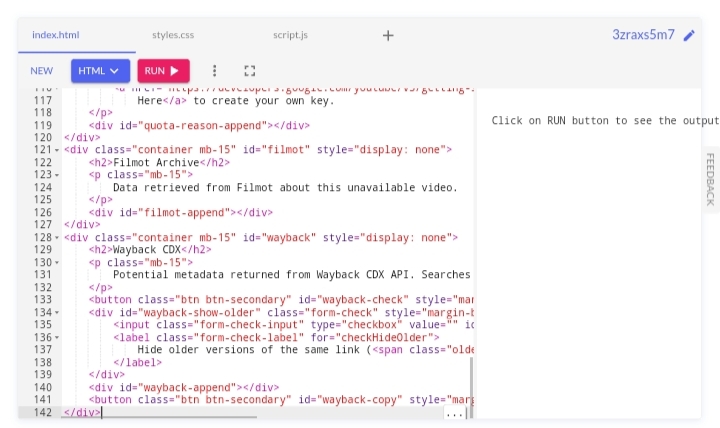 index.html styles.css script.js + 3zraxs5m7
NEW HTML RUN
116 <a href="https://developers.google.com/youtube/v3/getting-s
117 Here</a> to create your own key.
118 </p>
119 <div id="quota-reason-append"></div>
120 </div>
121 <div class="container mb-15" id="filmot" style="display: none">
122 <h2>Filmot Archive</h2>
123 <p class="mb-15">
124 Data retrieved from Filmot about this unavailable video.
125 </p>
126 <div id="filmot-append"></div>
127 </div>
128 <div class="container mb-15" id="wayback" style="display: none">
129 <h2>Wayback CDX</h2>
130 <p class="mb-15">
131 Potential metadata returned from Wayback CDX API. Searches
132 </p>
133 <button class="btn btn-secondary" id="wayback-check" style="mar
134 <div id="wayback-show-older" class="form-check" style="margin-b
135 <input class="form-check-input" type="checkbox" value="" id
136 <label class="form-check-label" for="checkHideOlder">
137 Hide older versions of the same link (<span class="olde
138 </label>
139 </div>
140 <div id="wayback-append"></div>
141 <button class="btn btn-secondary" id="wayback-copy" style="marg
142 </div>
...
Click on RUN button to see the output
FEEDBACK